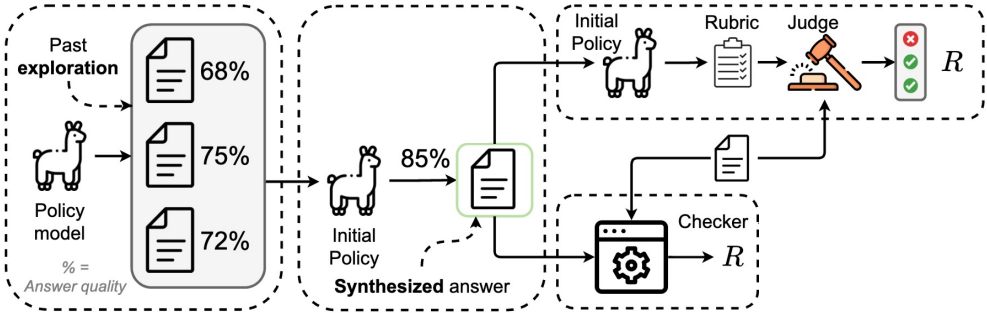 Past
exploration
68%
75%
72%
Policy
model
% =
Answer quality
Initial
Policy
85%
Synthesized answer
Initial
Policy
Rubric
Judge
R
Checker
R